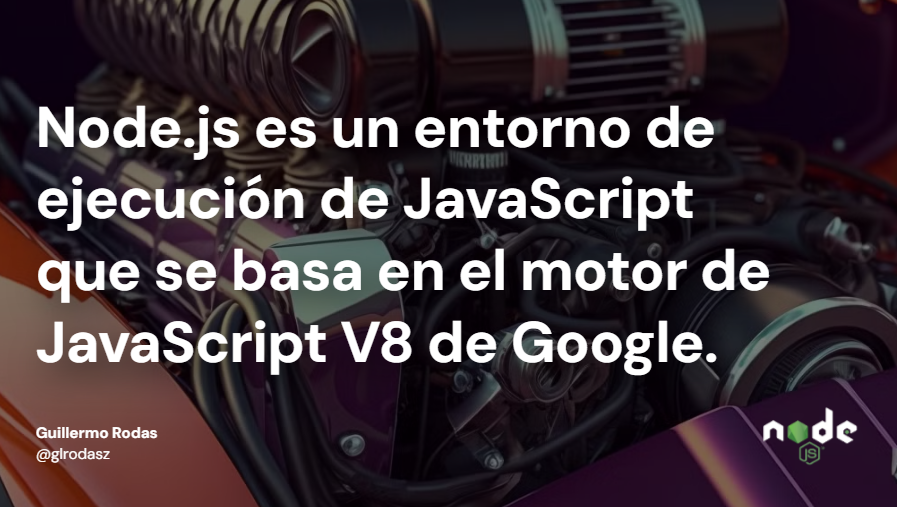 Node.js es un entorno de
ejecución de JavaScript
que se basa en el motor de
JavaScript V8 de Google.
Guillermo Rodas
@glrodasz
node
JS